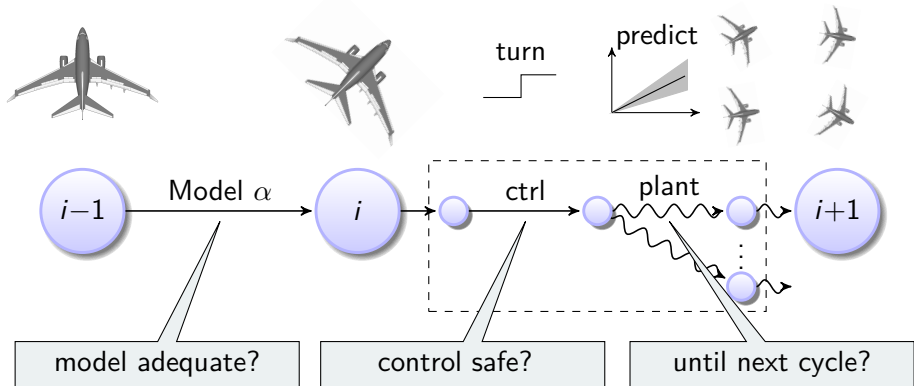 turn
predict
i−1
Model α
i
ctrl
plant
i+1
⋮
model adequate?
control safe?
until next cycle?